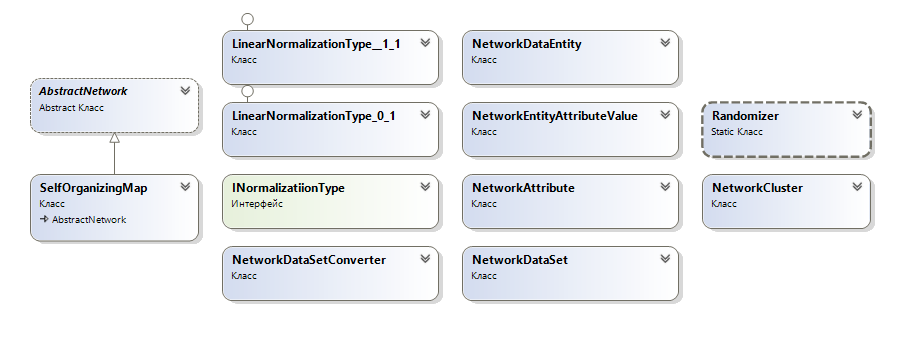 AbstractNetwork
Abstract Класс
SelfOrganizingMap
Класс
AbstractNetwork
LinearNormalizationType__1_1
Класс
LinearNormalizationType_0_1
Класс
INormalizatiionType
Интерфейс
NetworkDataSetConverter
Класс
NetworkDataEntity
Класс
NetworkEntityAttributeValue
Класс
NetworkAttribute
Класс
NetworkDataSet
Класс
Randomizer
Static Класс
NetworkCluster
Класс